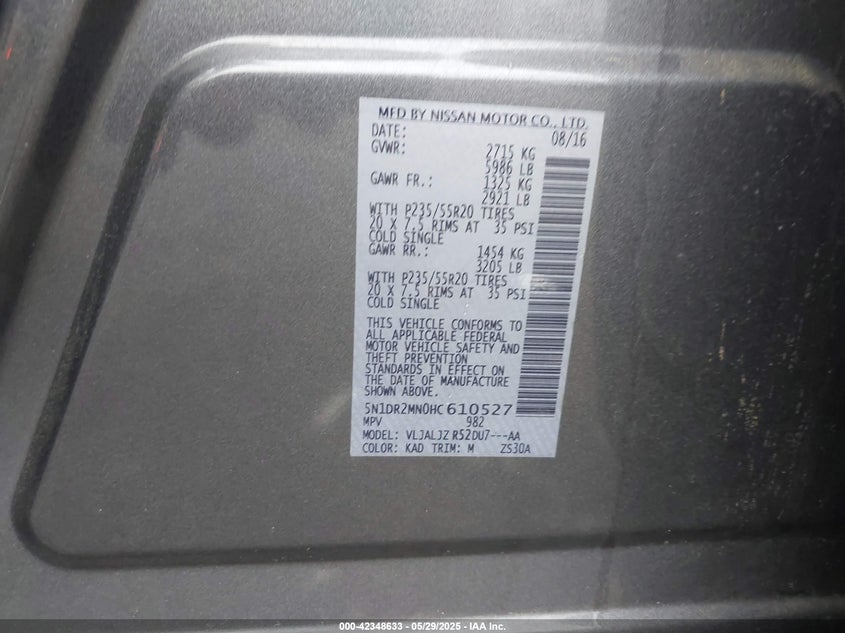 MFD BY NISSAN MOTOR CO., LTD.
DATE: 08/16
GVWR: 2715 KG
5986 LB
GAWR FR.: 1325 KG
2921 LB
WITH P235/55R20 TIRES
20 X 7.5 RIMS AT 35 PSI
COLD SINGLE
GAWR RR.: 1454 KG
3205 LB
WITH P235/55R20 TIRES
20 X 7.5 RIMS AT 35 PSI
COLD SINGLE
THIS VEHICLE CONFORMS TO
ALL APPLICABLE FEDERAL
MOTOR VEHICLE SAFETY AND
THEFT PREVENTION
STANDARDS IN EFFECT ON
THE DATE OF MANUFACTURE
SHOWN ABOVE.
5N1DR2MN0HC610527
MPV 982
MODEL: VLJALJZ R52DU7---AA
COLOR: KAD TRIM: M ZS30A
000-42348633 — 05/29/2025 - IAA Inc.